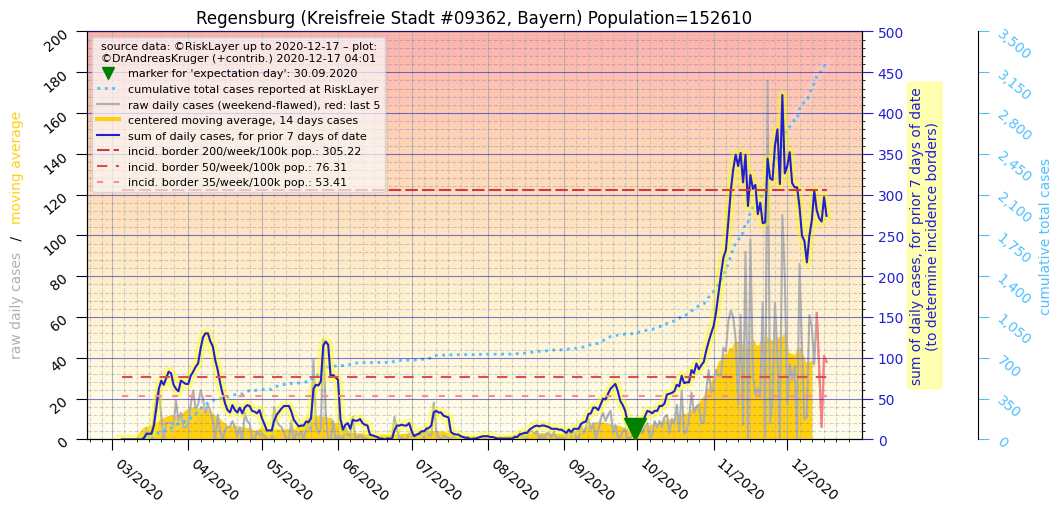 Regensburg (Kreisfreie Stadt #09362, Bayern) Population=152610
source data: ©RiskLayer up to 2020-12-17 – plot:
©DrAndreasKruger (+contrib.) 2020-12-17 04:01
marker for 'expectation day': 30.09.2020
cumulative total cases reported at RiskLayer
raw daily cases (weekend-flawed), red: last 5
centered moving average, 14 days cases
sum of daily cases, for prior 7 days of date
incid. border 200/week/100k pop.: 305.22
incid. border 50/week/100k pop.: 76.31
incid. border 35/week/100k pop.: 53.41
raw daily cases / moving average
200
180
160
140
120
100
80
60
40
20
0
03/2020
04/2020
05/2020
06/2020
07/2020
08/2020
09/2020
10/2020
11/2020
12/2020
500
450
400
350
300
250
200
150
100
50
0
sum of daily cases, for prior 7 days of date
(to determine incidence borders)
3,500
3,150
2,800
2,450
2,100
1,750
1,400
1,050
700
350
0
cumulative total cases